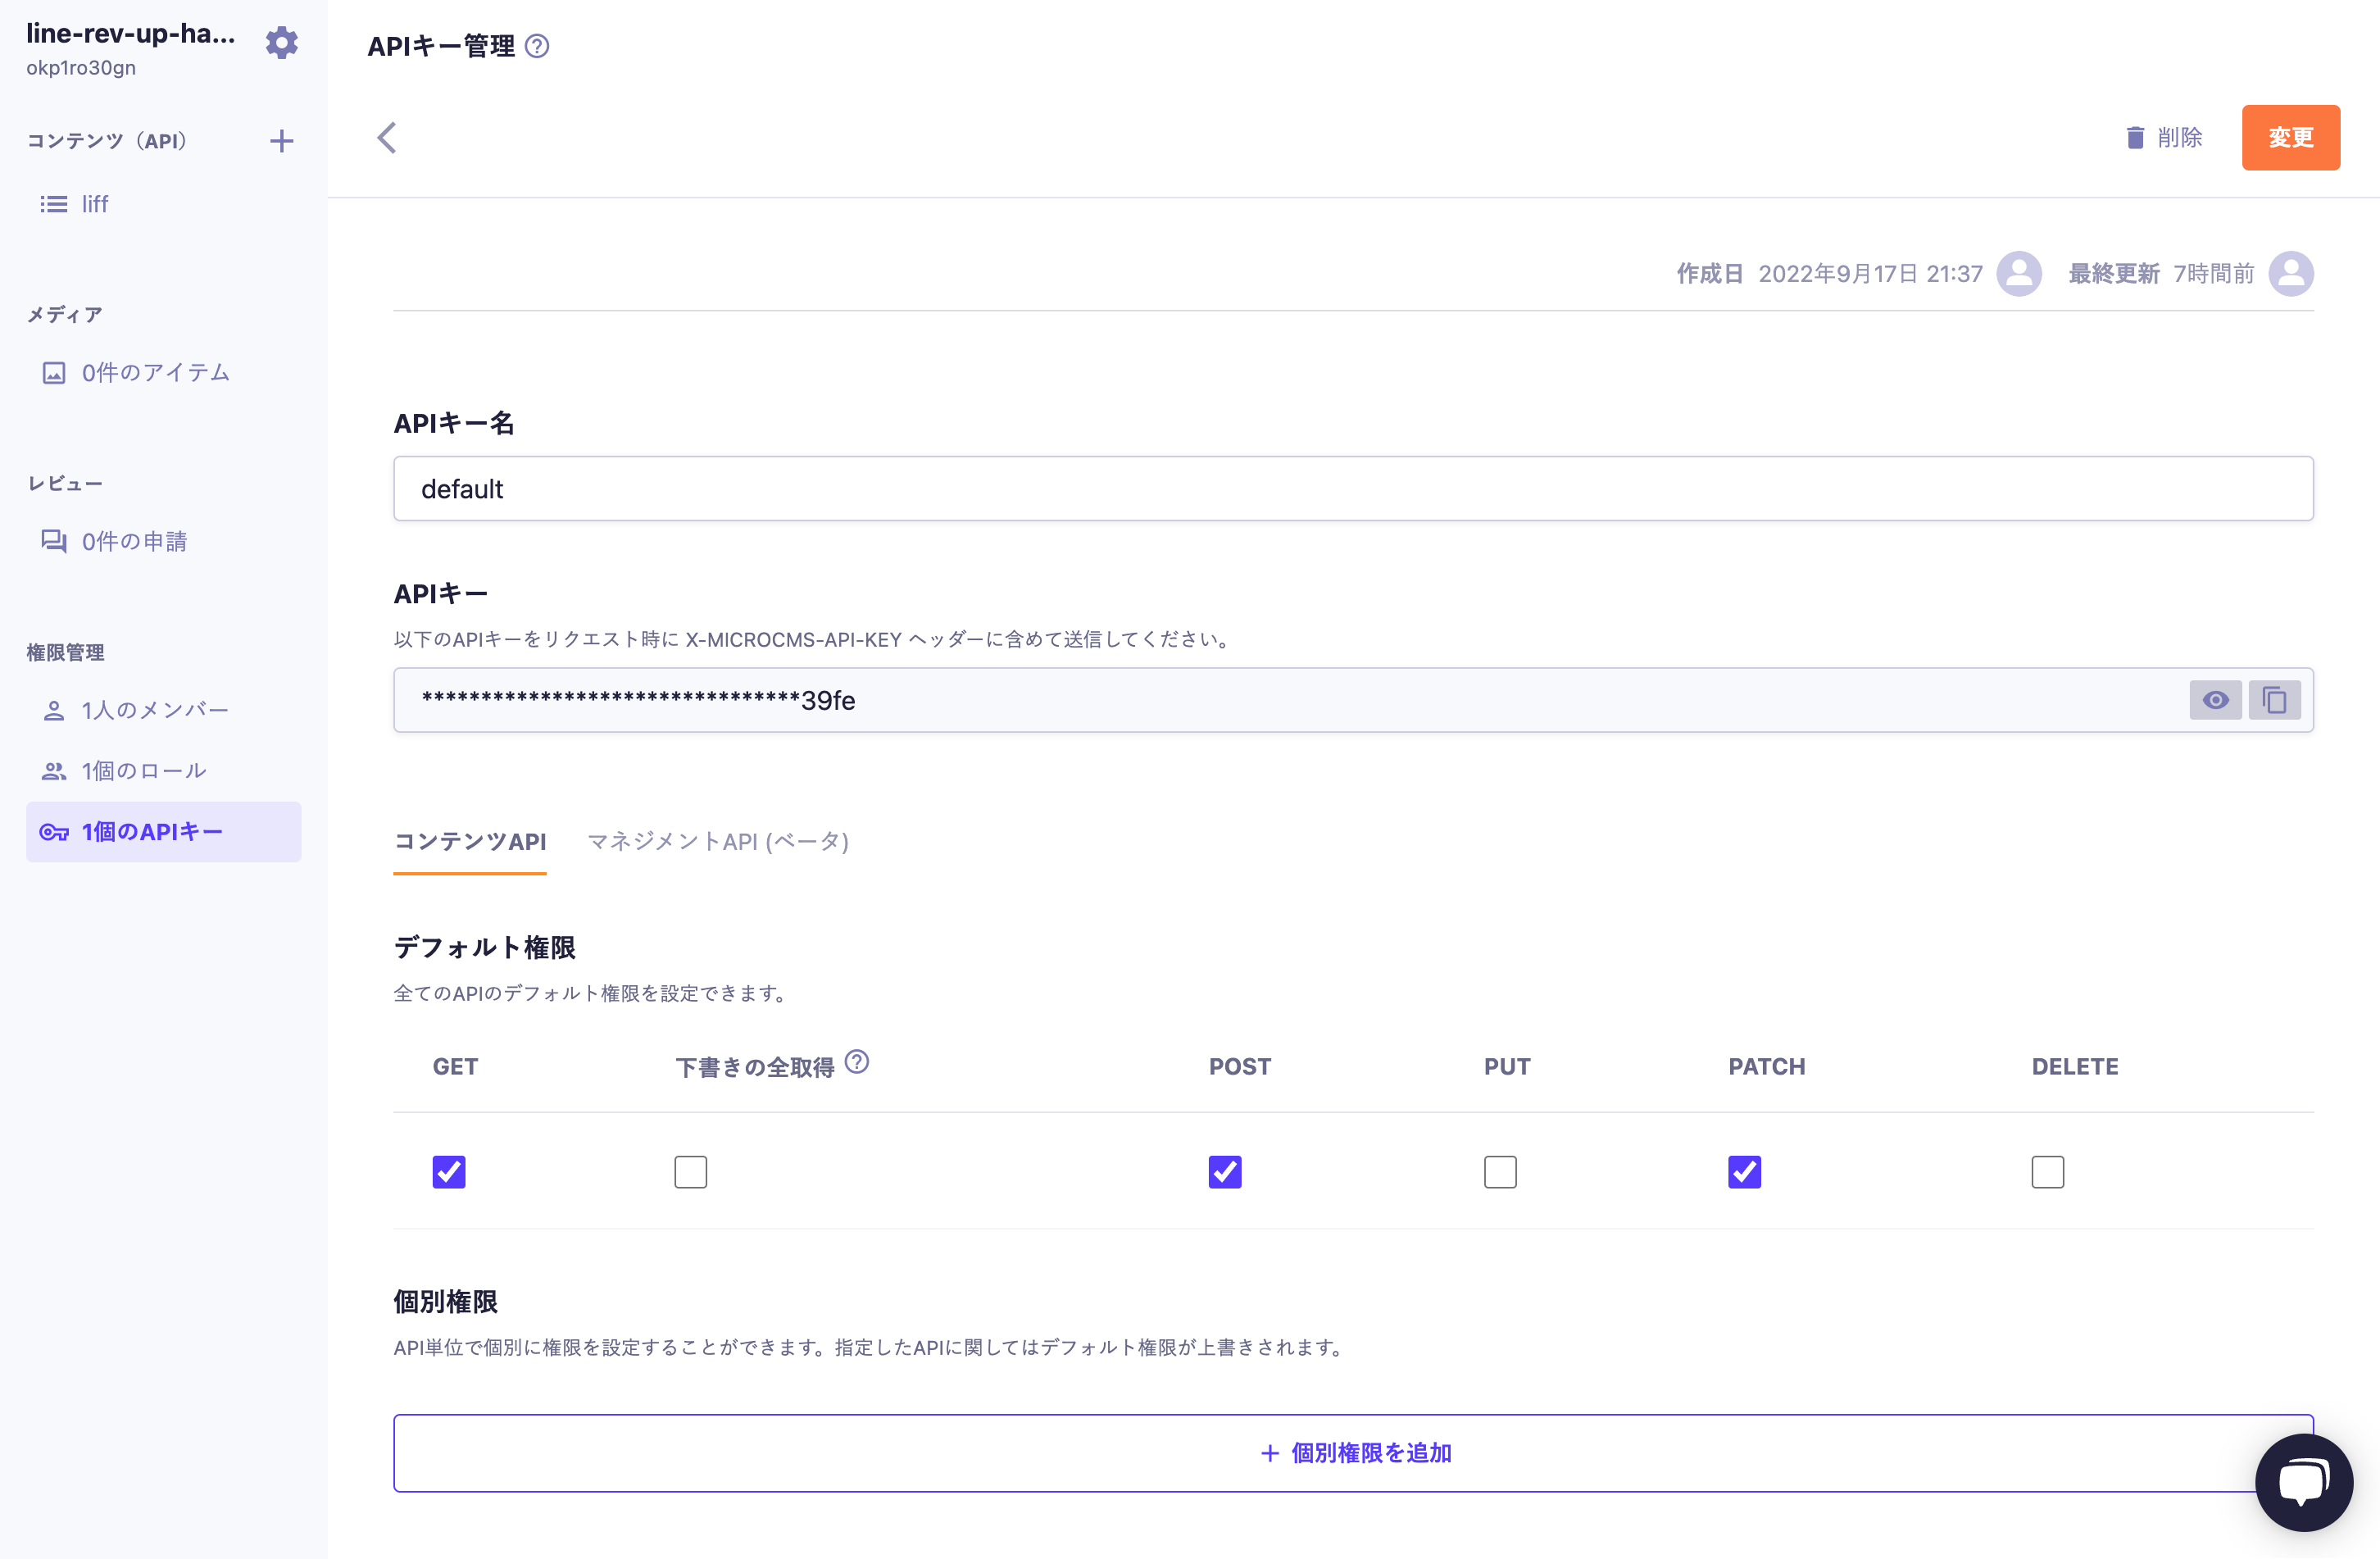 line-rev-up-ha...
okp1ro30gn
コンテンツ（API）
liff
メディア
0件のアイテム
レビュー
0件の申請
権限管理
1人のメンバー
1個のロール
1個のAPIキー
APIキー管理
削除
変更
作成日 2022年9月17日 21:37 最終更新 7時間前
APIキー名
default
APIキー
以下のAPIキーをリクエスト時に X-MICROCMS-API-KEY ヘッダーに含めて送信してください。
********************************39fe
コンテンツAPI マネジメントAPI (ベータ)
デフォルト権限
全てのAPIのデフォルト権限を設定できます。
GET 下書きの全取得 POST PUT PATCH DELETE
個別権限
API単位で個別に権限を設定することができます。指定したAPIに関してはデフォルト権限が上書きされます。
+ 個別権限を追加